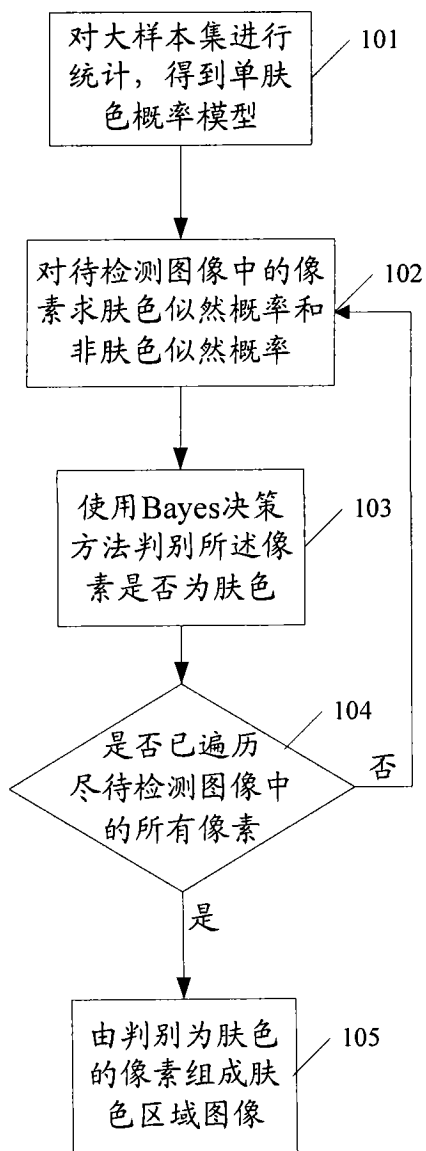 对大样本集进行
统计，得到单肤
色概率模型
101
对待检测图像中的像
素求肤色似然概率和
非肤色似然概率
102
使用Bayes决策
方法判别所述像
素是否为肤色
103
是否已遍历
尽待检测图像中
的所有像素
104
否
是
由判别为肤色
的像素组成肤
色区域图像
105